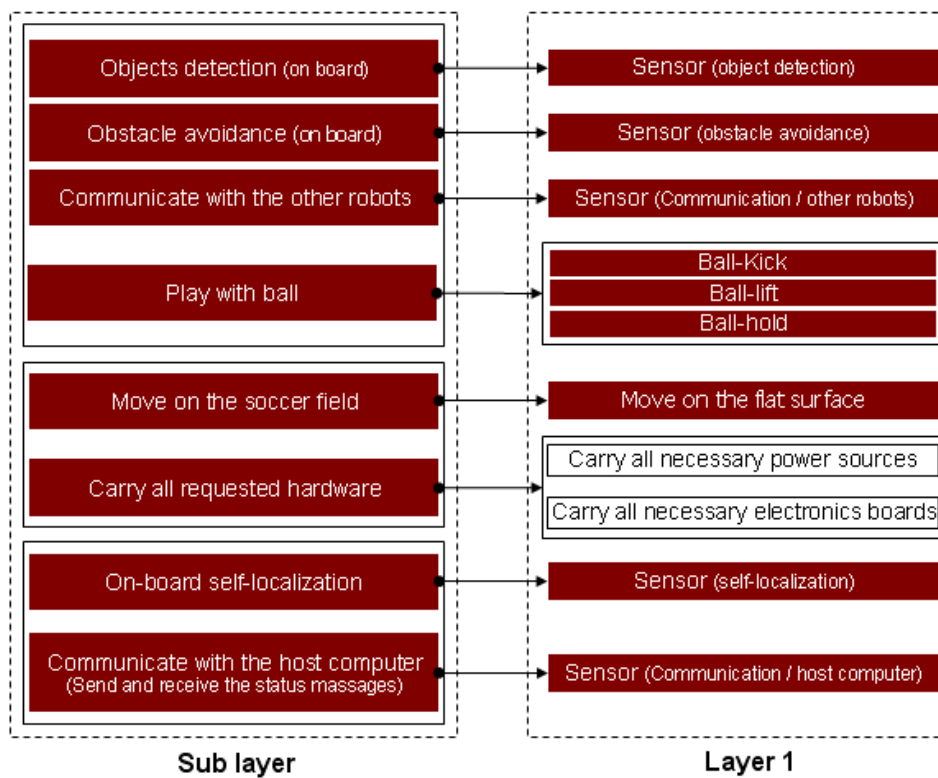 Objects detection (on board)
Sensor (object detection)
Obstacle avoidance (on board)
Sensor (obstacle avoidance)
Communicate with the other robots
Sensor (Communication / other robots)
Play with ball
Ball-Kick
Ball-lift
Ball-hold
Move on the soccer field
Move on the flat surface
Carry all requested hardware
Carry all necessary power sources
Carry all necessary electronics boards
On-board self-localization
Sensor (self-localization)
Communicate with the host computer
(Send and receive the status massages)
Sensor (Communication / host computer)
Sub layer
Layer 1